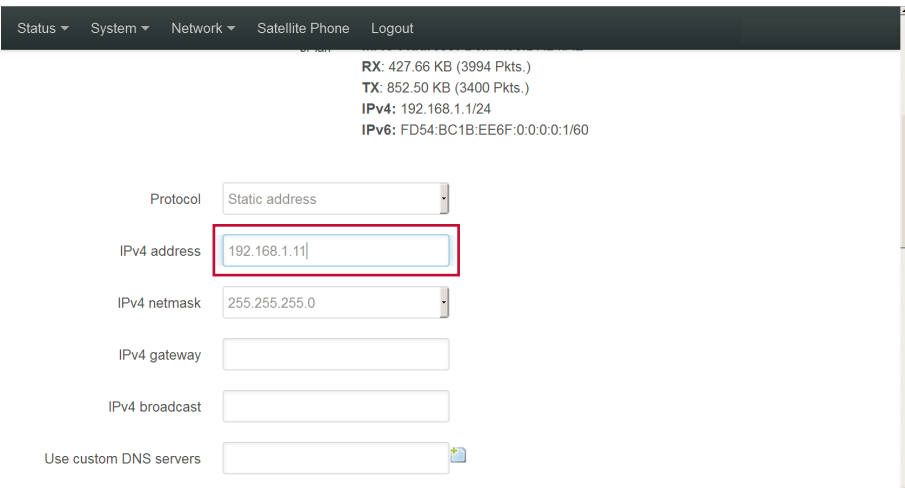 Status System Network Satellite Phone Logout
RX: 427.66 KB (3994 Pkts.)
TX: 852.50 KB (3400 Pkts.)
IPv4: 192.168.1.1/24
IPv6: FD54:BC1B:EE6F:0:0:0:0:1/60
Protocol Static address
IPv4 address 192.168.1.11
IPv4 netmask 255.255.255.0
IPv4 gateway
IPv4 broadcast
Use custom DNS servers